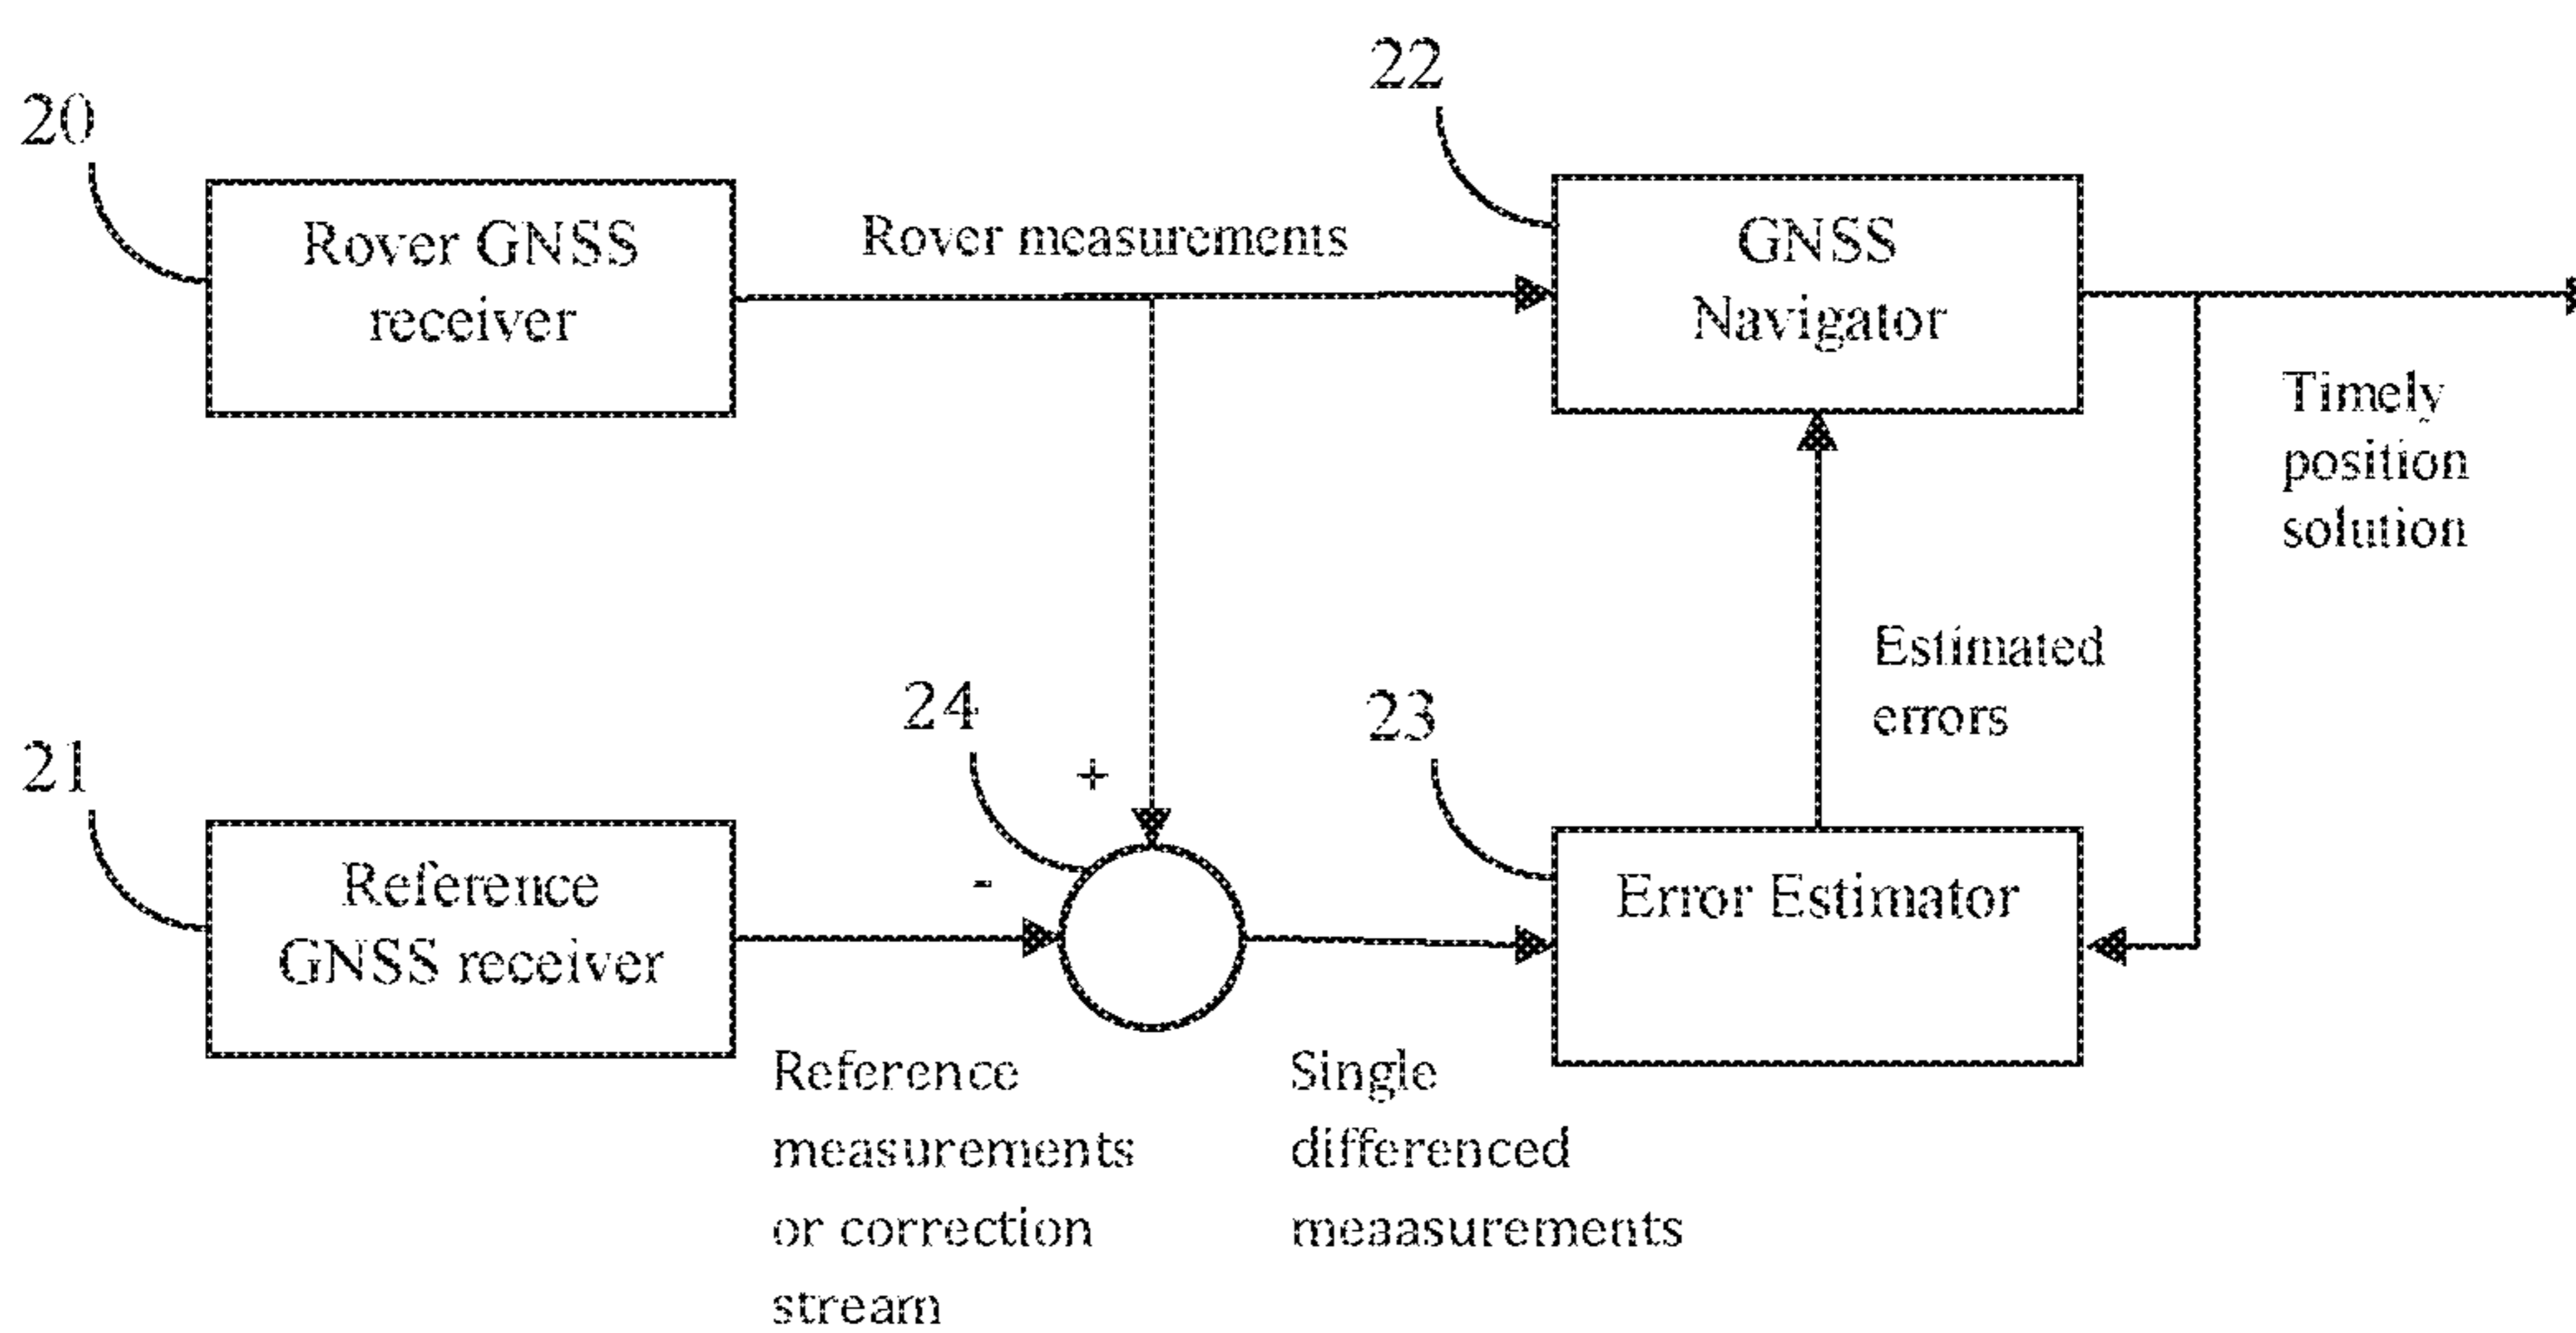 20
Rover GNSS
receiver
Rover measurements
22
GNSS
Navigator
Timely
position
solution
Estimated
errors
21
Reference
GNSS receiver
24
+
-
23
Error Estimator
Reference
measurements
or correction
stream
Single
differenced
meaasurements